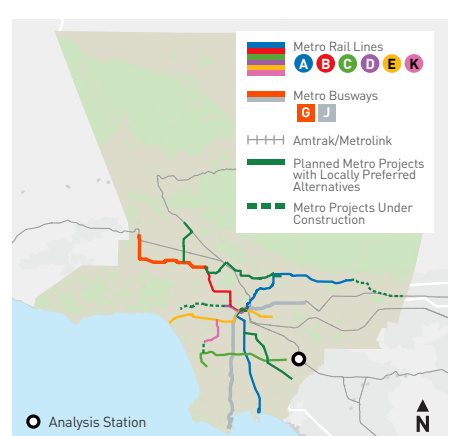 Metro Rail Lines
A B C D E K
Metro Busways
G J
Amtrak/Metrolink
Planned Metro Projects
with Locally Preferred
Alternatives
Metro Projects Under
Construction
Analysis Station
N